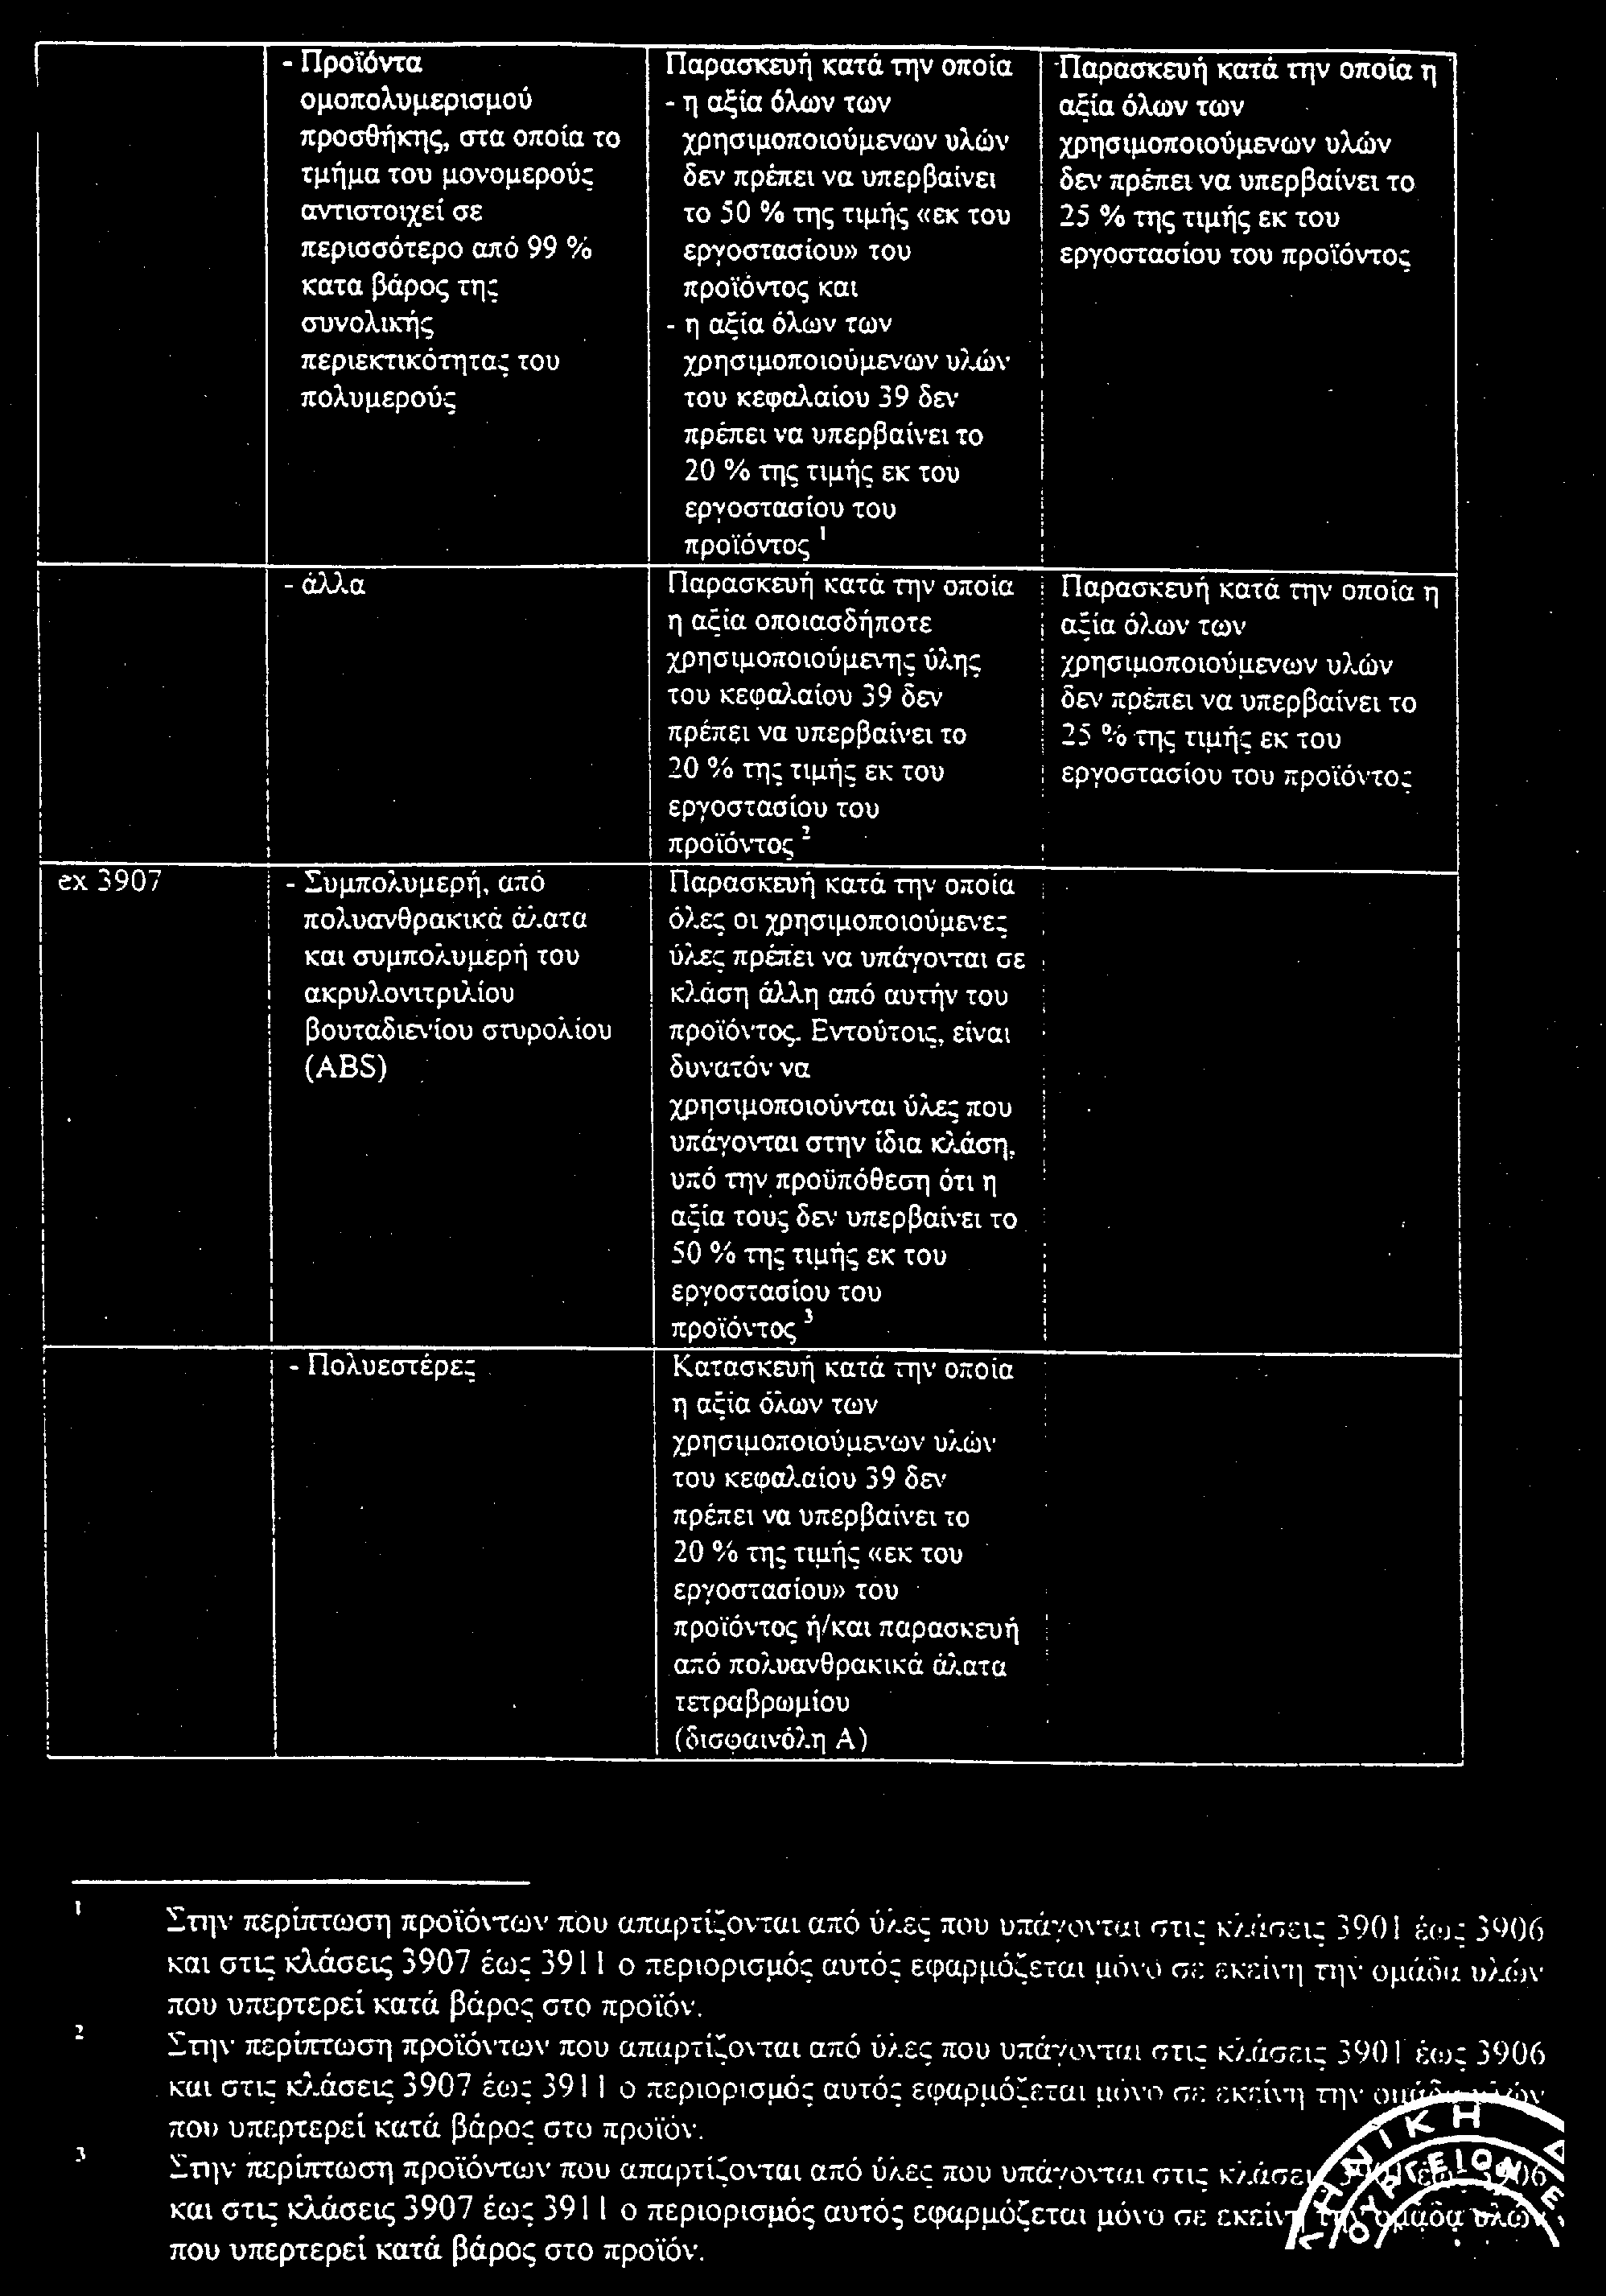 - Προϊόντα
ομοπολυμερισμού
προσθήκης, στα οποία το
τμήμα του μονομερούς
αντιστοιχεί σε
περισσότερο από 99 %
κατα βάρος της
συνολικής
περιεκτικότητας του
πολυμερούς
Παρασκευή κατά την οποία
- η αξία όλων των
χρησιμοποιούμενων υλών
δεν πρέπει να υπερβαίνει
το 50 % της τιμής «εκ του
εργοστασίου» του
προϊόντος και
- η αξία όλων των
χρησιμοποιούμενων υλών
του κεφαλαίου 39 δεν
πρέπει να υπερβαίνει το
20 % της τιμής εκ του
εργοστασίου του
προϊόντος 1
Παρασκευή κατά την οποία η
αξία όλων των
χρησιμοποιούμενων υλών
δεν πρέπει να υπερβαίνει το
25 % της τιμής εκ του
εργοστασίου του προϊόντος
- άλλα
Παρασκευή κατά την οποία
η αξία οποιασδήποτε
χρησιμοποιούμενης ύλης
του κεφαλαίου 39 δεν
πρέπει να υπερβαίνει το
20 % της τιμής εκ του
εργοστασίου του
προϊόντος 2
Παρασκευή κατά την οποία η
αξία όλων των
χρησιμοποιούμενων υλών
δεν πρέπει να υπερβαίνει το
25 % της τιμής εκ του
εργοστασίου του προϊόντος
ex 3907
- Συμπολυμερή, από
πολυανθρακικά άλατα
και συμπολυμερή του
ακρυλονιτριλίου
βουταδιενίου στυρολίου
(ABS)
Παρασκευή κατά την οποία
όλες οι χρησιμοποιούμενες
ύλες πρέπει να υπάγονται σε
κλάση άλλη από αυτήν του
προϊόντος. Εντούτοις, είναι
δυνατόν να
χρησιμοποιούνται ύλες που
υπάγονται στην ίδια κλάση,
υπό την προϋπόθεση ότι η
αξία τους δεν υπερβαίνει το
50 % της τιμής εκ του
εργοστασίου του
προϊόντος 3
- Πολυεστέρες
Κατασκευή κατά την οποία
η αξία όλων των
χρησιμοποιούμενων υλών
του κεφαλαίου 39 δεν
πρέπει να υπερβαίνει το
20 % της τιμής «εκ του
εργοστασίου» του
προϊόντος ή/και παρασκευή
από πολυανθρακικά άλατα
τετραβρωμίου
(δισφαινόλη Α)
1 Στην περίπτωση προϊόντων που απαρτίζονται από ύλες που υπάγονται στις κλάσεις 3901 έως 3906
και στις κλάσεις 3907 έως 3911 ο περιορισμός αυτός εφαρμόζεται μόνο σε εκείνη την ομάδα υλών
που υπερτερεί κατά βάρος στο προϊόν.
2 Στην περίπτωση προϊόντων που απαρτίζονται από ύλες που υπάγονται στις κλάσεις 3901 έως 3906
και στις κλάσεις 3907 έως 3911 ο περιορισμός αυτός εφαρμόζεται μόνο σε εκείνη την ομάδα υλών
που υπερτερεί κατά βάρος στο προϊόν.
3 Στην περίπτωση προϊόντων που απαρτίζονται από ύλες που υπάγονται στις κλάσεις 3901 έως 3906
και στις κλάσεις 3907 έως 3911 ο περιορισμός αυτός εφαρμόζεται μόνο σε εκείνη την ομάδα υλών
που υπερτερεί κατά βάρος στο προϊόν.